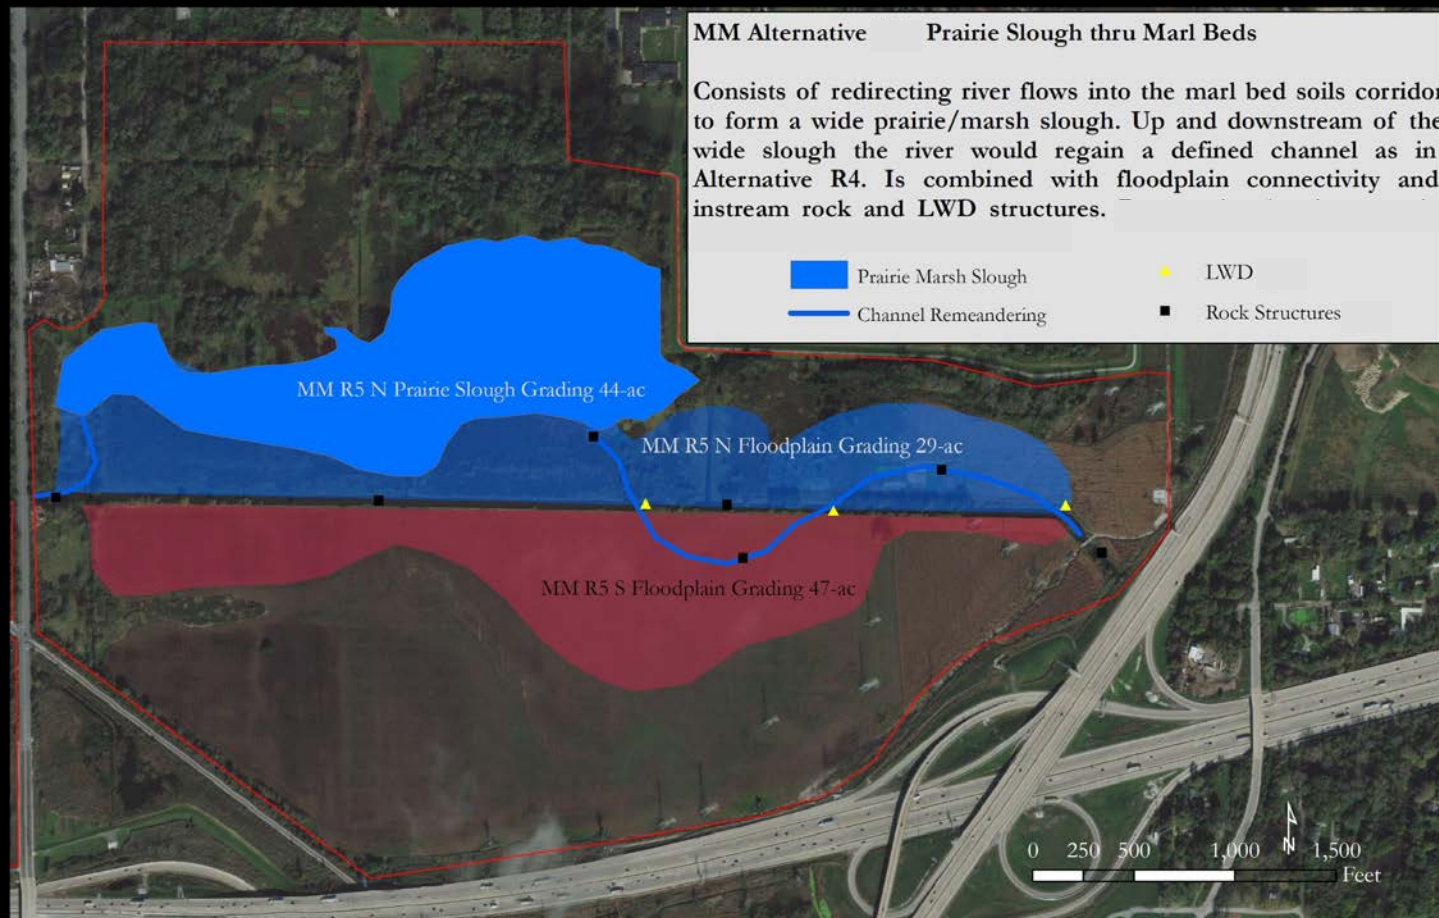 MM Alternative Prairie Slough thru Marl Beds
Consists of redirecting river flows into the marl bed soils corridor
to form a wide prairie/marsh slough. Up and downstream of the
wide slough the river would regain a defined channel as in
Alternative R4. Is combined with floodplain connectivity and
instream rock and LWD structures.
Prairie Marsh Slough
LWD
Channel Remeandering
Rock Structures
MM R5 N Prairie Slough Grading 44-ac
MM R5 N Floodplain Grading 29-ac
MM R5 S Floodplain Grading 47-ac
N
0 250 500 1,000 1,500
Feet